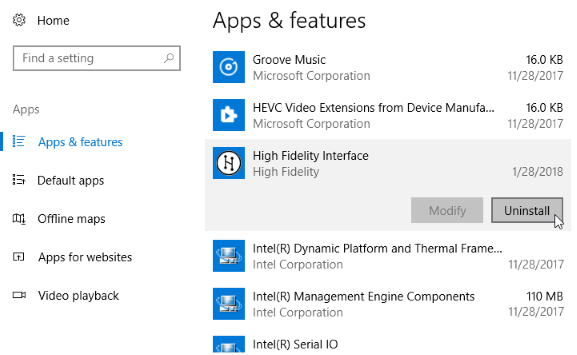 Home
Find a setting
Apps
Apps & features
Default apps
Offline maps
Apps for websites
Video playback
Apps & features
Groove Music 16.0 KB
Microsoft Corporation 11/28/2017
HEVC Video Extensions from Device Manufa... 16.0 KB
Microsoft Corporation 11/28/2017
High Fidelity Interface
High Fidelity 1/28/2018
Modify Uninstall
Intel(R) Dynamic Platform and Thermal Frame...
Intel Corporation 11/28/2017
Intel(R) Management Engine Components 110 MB
Intel Corporation 11/28/2017
Intel(R) Serial IO